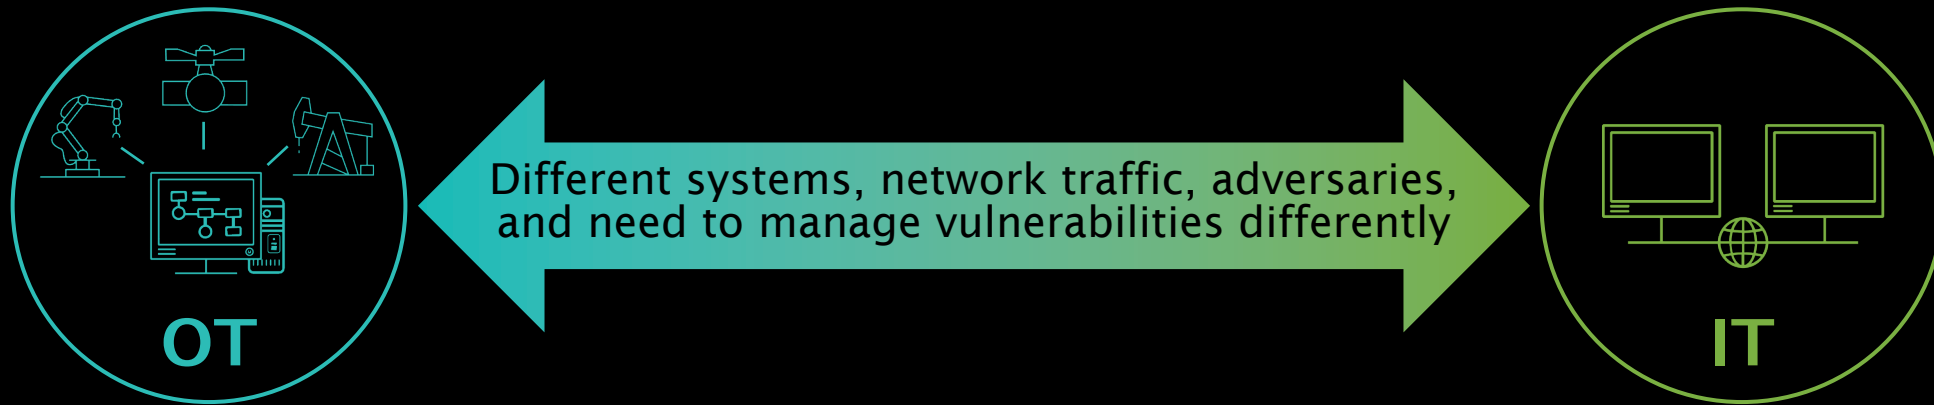 Different systems, network traffic, adversaries,
and need to manage vulnerabilities differently
OT
IT